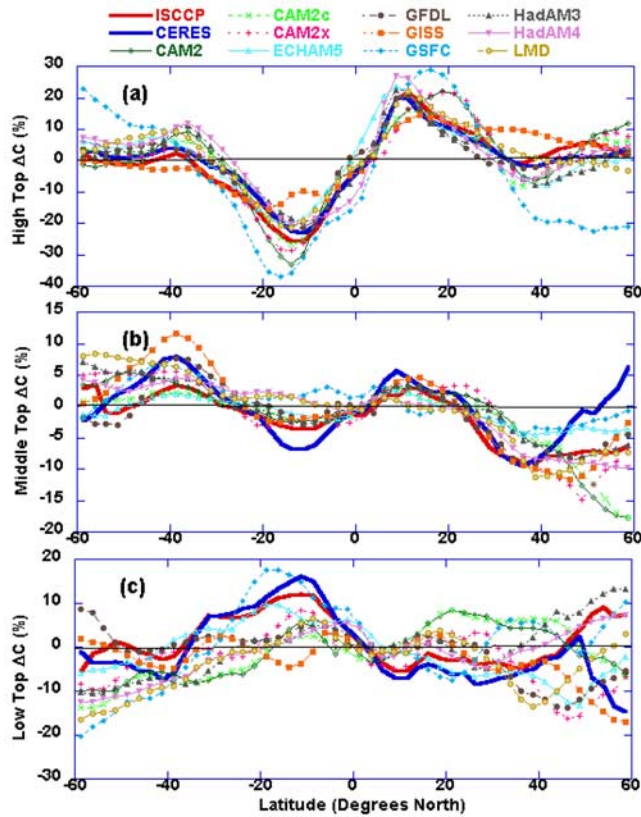 ISCCP CAM2c GFDL HadAM3
CERES CAM2x GISS HadAM4
CAM2 ECHAM5 GSFC LMD
(a)
High Top ΔC (%)
30
20
10
0
-10
-20
-30
-40
-60 -40 -20 0 20 40 60
(b)
Middle Top ΔC (%)
15
10
5
0
-5
-10
-15
-20
-60 -40 -20 0 20 40 60
(c)
Low Top ΔC (%)
20
10
0
-10
-20
-30
-60 -40 -20 0 20 40 60
Latitude (Degrees North)